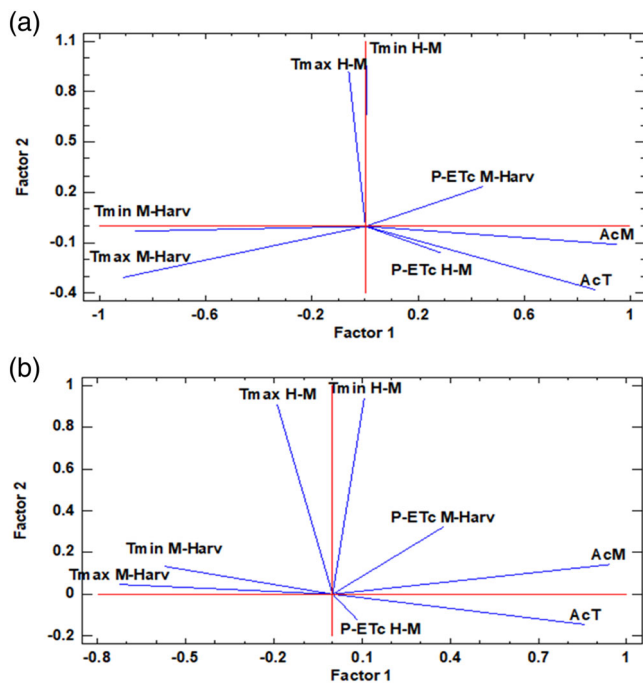 (a)
1.1
Tmin H-M
Tmax H-M
0.8
0.5
P-ETc M-Harv
0.2
Tmin M-Harv
AcM
-0.1
Tmax M-Harv
P-ETc H-M
AcT
-0.4
-1 -0.6 -0.2 0.2 0.6 1
Factor 1
Factor 2
(b)
1
Tmax H-M Tmin H-M
0.8
0.6
0.4
P-ETc M-Harv
Tmin M-Harv
0.2
AcM
Tmax M-Harv
0
AcT
P-ETc H-M
-0.2
-0.8 -0.5 -0.2 0.1 0.4 0.7 1
Factor 1
Factor 2